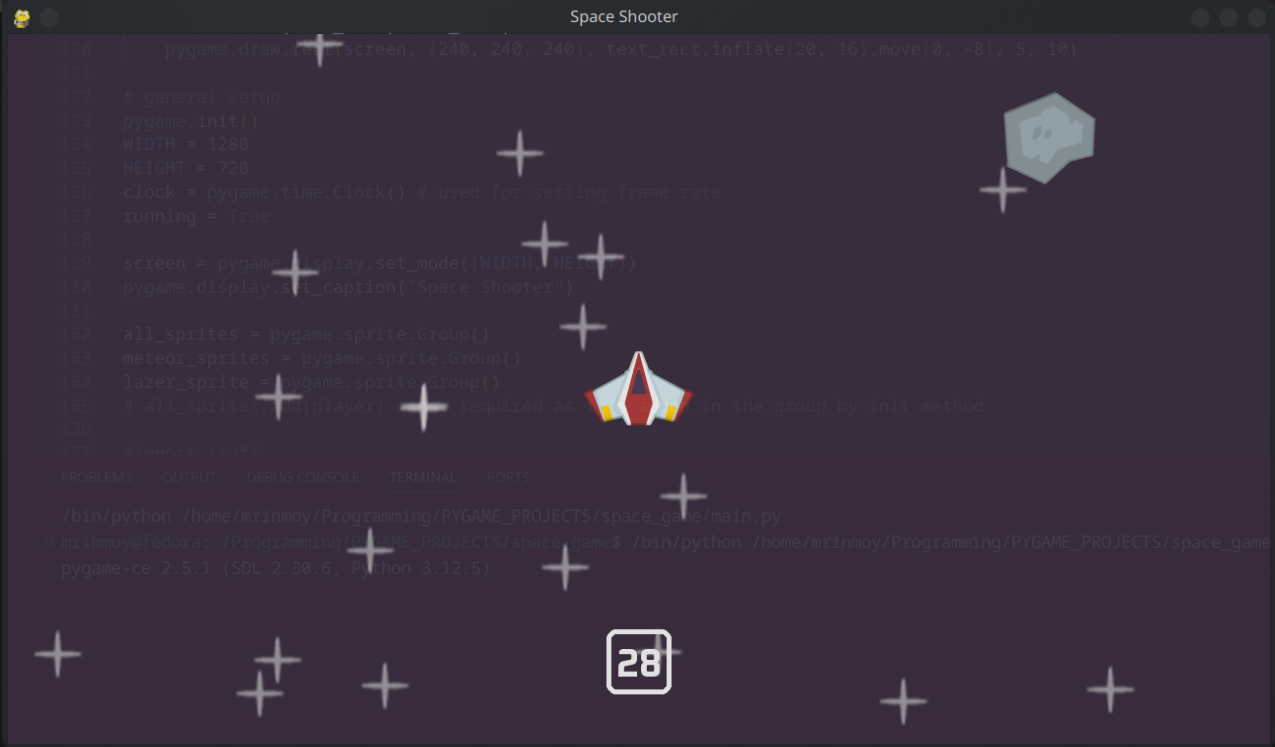 Space Shooter
120 pygame.draw.rect(screen, (240, 240, 240), text_rect.inflate(20, 16).move(0, -8), 5, 10)
121
122 # general setup
123 pygame.init()
124 WIDTH = 1280
125 HEIGHT = 720
126 clock = pygame.time.Clock() # used for setting frame rate
127 running = True
128
129 screen = pygame.display.set_mode((WIDTH, HEIGHT))
130 pygame.display.set_caption("Space Shooter")
131
132 all_sprites = pygame.sprite.Group()
133 meteor_sprites = pygame.sprite.Group()
134 lazer_sprite = pygame.sprite.Group()
135 # all_sprites.add(player) required as in the group by init method
136
137 #import stuff
PROBLEMS OUTPUT DEBUG CONSOLE TERMINAL PORTS
/bin/python /home/mrinmoy/Programming/PYGAME_PROJECTS/space_game/main.py
mrinmoy@fedora:~/Programming/PYGAME_PROJECTS/space_game$ /bin/python /home/mrinmoy/Programming/PYGAME_PROJECTS/space_game
pygame-ce 2.5.1 (SDL 2.30.6, Python 3.12.5)
28